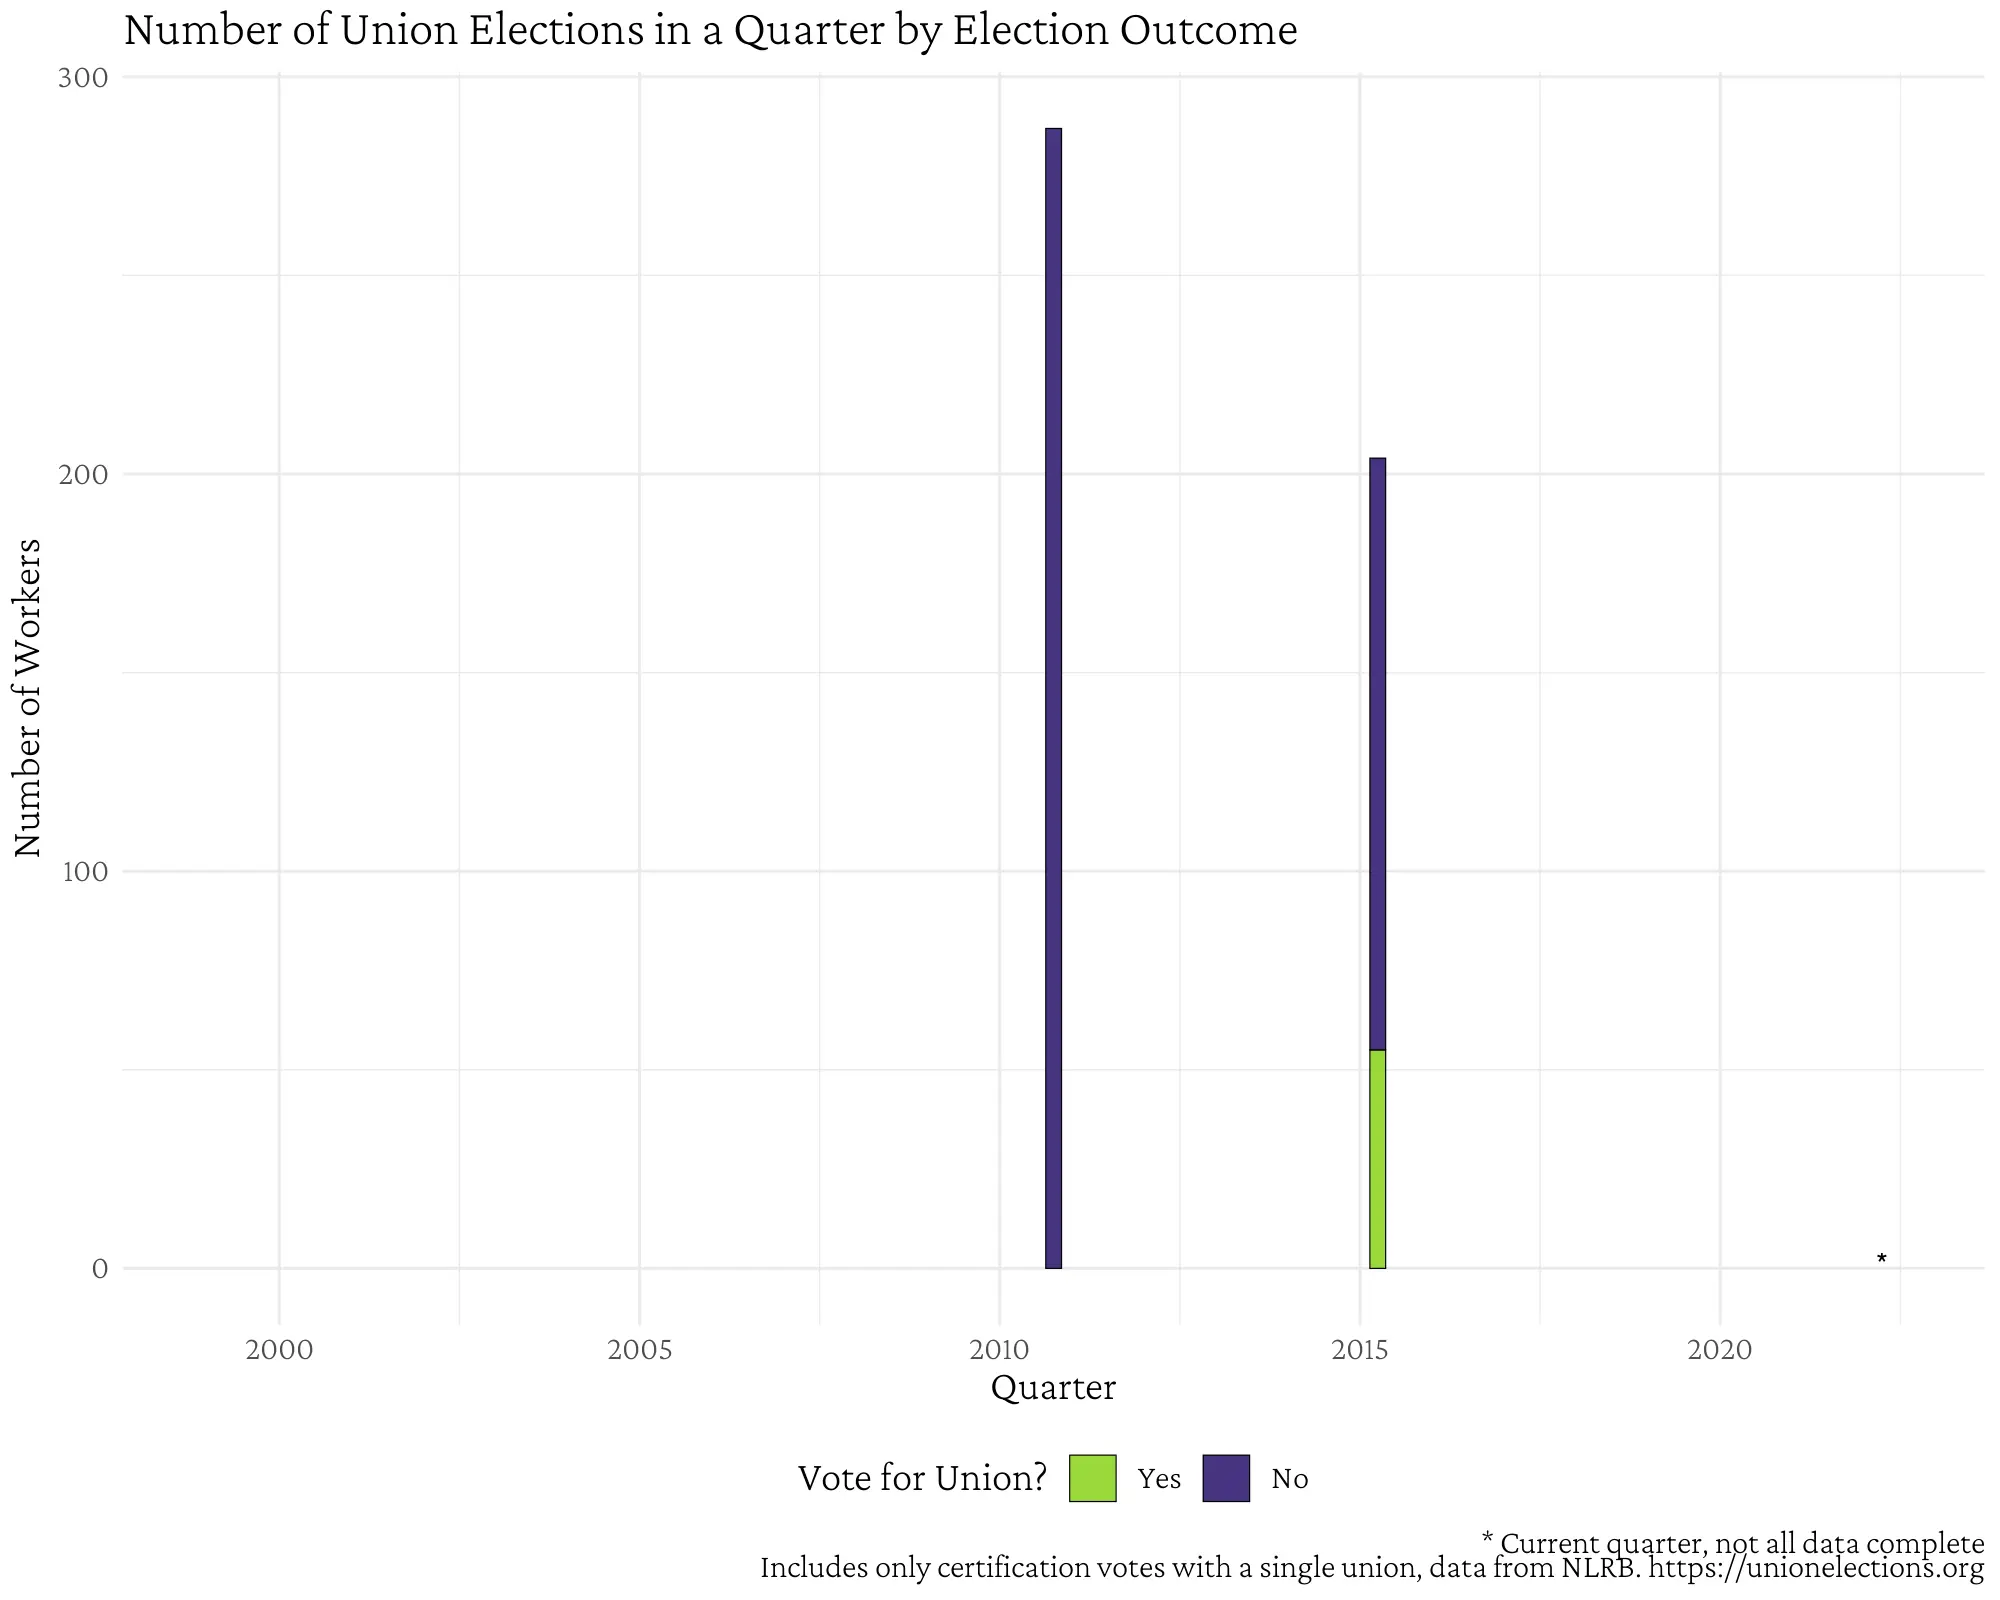 Number of Union Elections in a Quarter by Election Outcome
300
200
100
0
Number of Workers
*
2000 2005 2010 2015 2020
Quarter
Vote for Union? Yes No
* Current quarter, not all data complete
Includes only certification votes with a single union, data from NLRB. https://unionelections.org